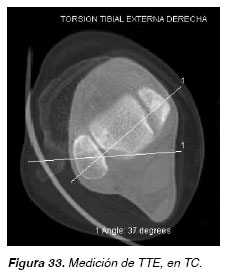 TORSION TIBIAL EXTERNA DERECHA
1
1
1 Angle: 37 degrees
Figura 33. Medición de TTE, en TC.